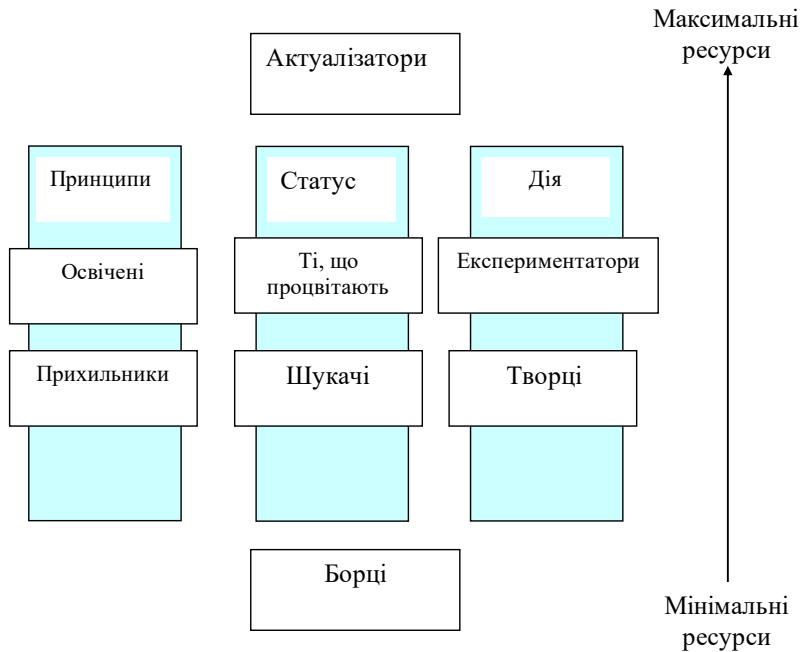 Максимальні
ресурси
Актуалізатори
Принципи
Статус
Дія
Освічені
Ті, що
процвітають
Експериментатори
Прихильники
Шукачі
Творці
Борці
Мінімальні
ресурси